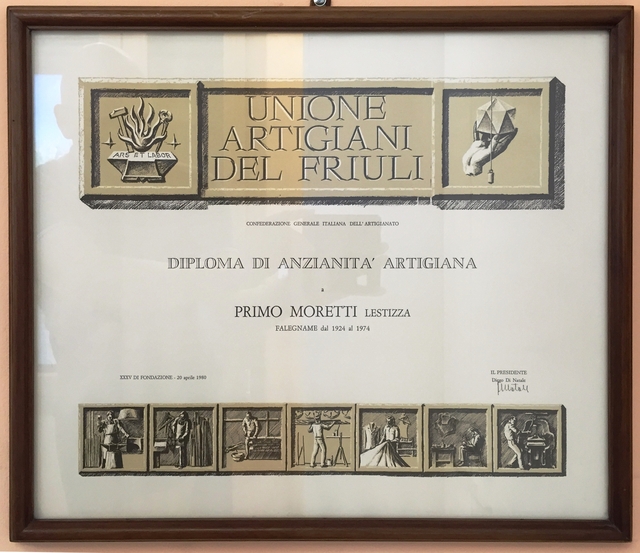 UNIONE
ARTIGIANI
DEL FRIULI
ARS ET LABOR
CONFEDERAZIONE GENERALE ITALIANA DELL'ARTIGIANATO
DIPLOMA DI ANZIANITA' ARTIGIANA
a
PRIMO MORETTI LESTIZZA
FALEGNAME dal 1924 al 1974
XXXV DI FONDAZIONE - 20 aprile 1980
IL PRESIDENTE
Diego Di Natale